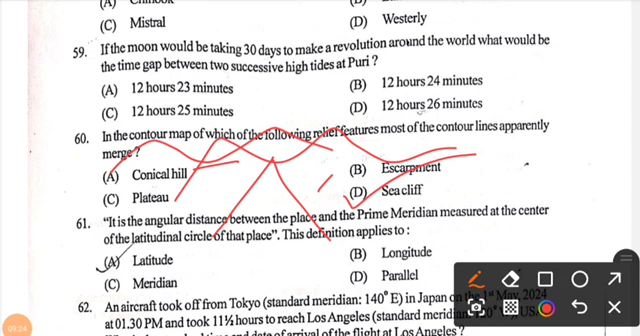 (C) Mistral (D) Westerly
59. If the moon would be taking 30 days to make a revolution around the world what would be
the time gap between two successive high tides at Puri ?
(A) 12 hours 23 minutes (B) 12 hours 24 minutes
(C) 12 hours 25 minutes (D) 12 hours 26 minutes
60. In the contour map of which of the following relief features most of the contour lines apparently
merge ?
(A) Conical hill (B) Escarpment
(C) Plateau (D) Sea cliff
61. "It is the angular distance between the place and the Prime Meridian measured at the center
of the latitudinal circle of that place". This definition applies to :
(A) Latitude (B) Longitude
(C) Meridian (D) Parallel
62. An aircraft took off from Tokyo (standard meridian: 140° E) in Japan on the 1st May, 2024
at 01.30 PM and took 11½ hours to reach Los Angeles (standard meridian
of arrival of the flight at Los Angeles ?
09:24